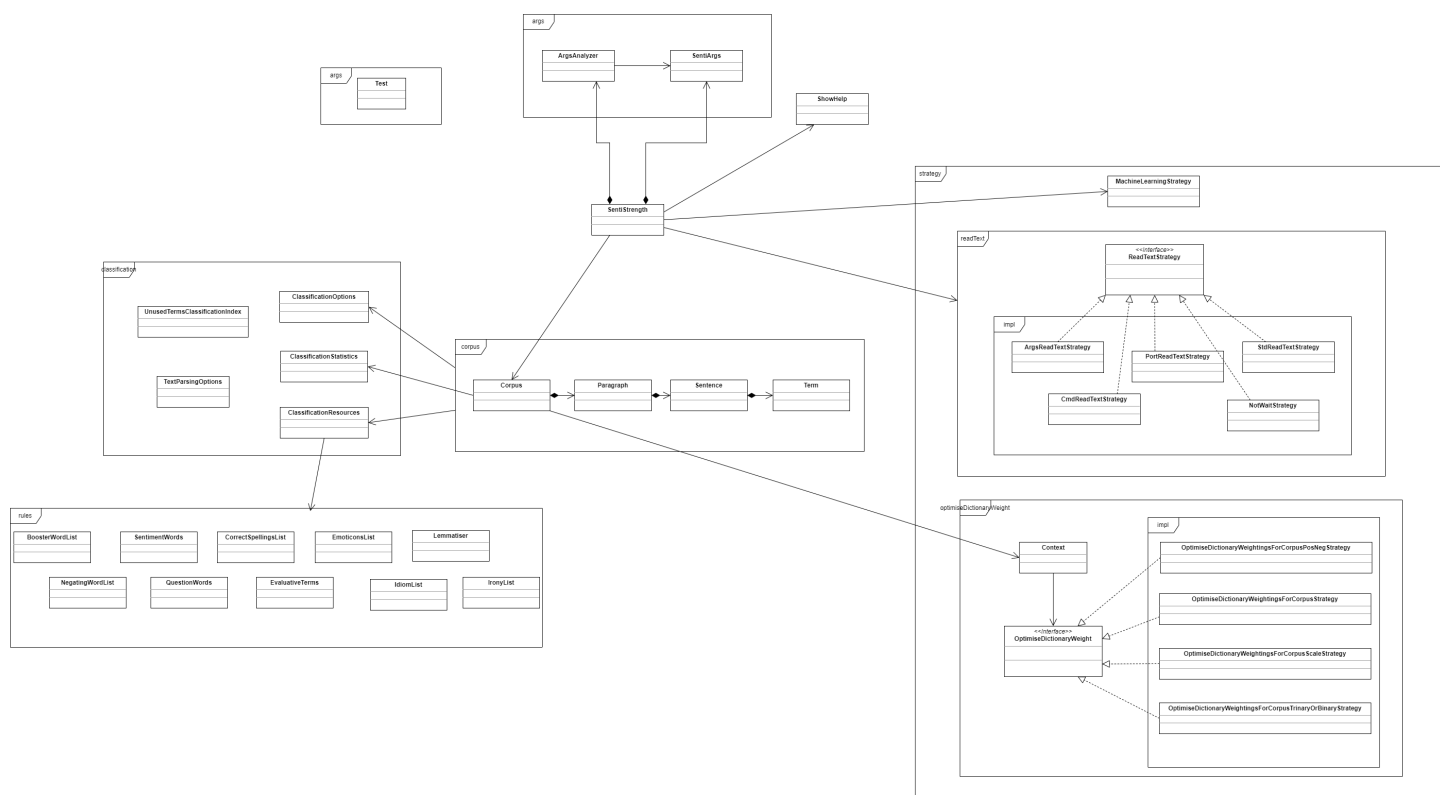 args
ArgsAnalyzer
SentiArgs
args
Test
ShowHelp
strategy
MachineLearningStrategy
SentiStrength
readText
<<interface>>
ReadTextStrategy
classification
ClassificationOptions
UnusedTermsClassificationIndex
impl
ArgsReadTextStrategy
PortReadTextStrategy
StdReadTextStrategy
corpus
ClassificationStatistics
TextParsingOptions
Corpus
Paragraph
Sentence
Term
CmdReadTextStrategy
NotWaitStrategy
ClassificationResources
optimiseDictionaryWeight
rules
impl
BoosterWordList
SentimentWords
CorrectSpellingsList
EmoticonsList
Lemmatiser
Context
OptimiseDictionaryWeightingsForCorpusPosNegStrategy
NegatingWordList
QuestionWords
EvaluativeTerms
IdiomList
IronyList
OptimiseDictionaryWeightingsForCorpusStrategy
<<interface>>
OptimiseDictionaryWeight
OptimiseDictionaryWeightingsForCorpusScaleStrategy
OptimiseDictionaryWeightingsForCorpusTrinaryOrBinaryStrategy